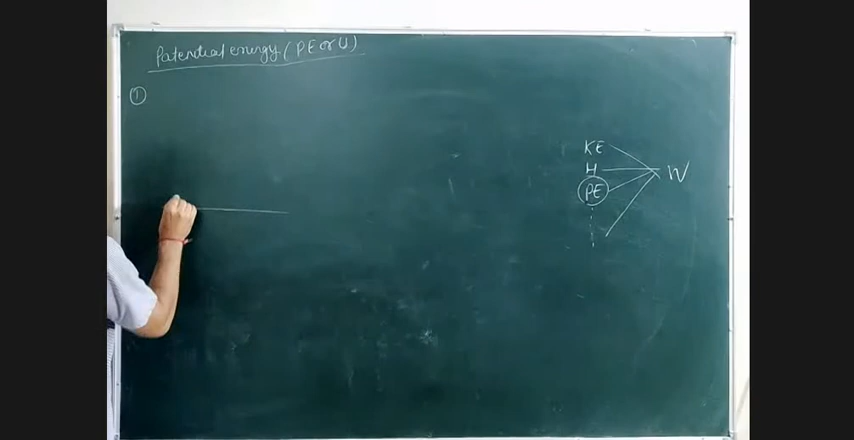 Potential energy (PE or U)
①
KE
H
W
PE